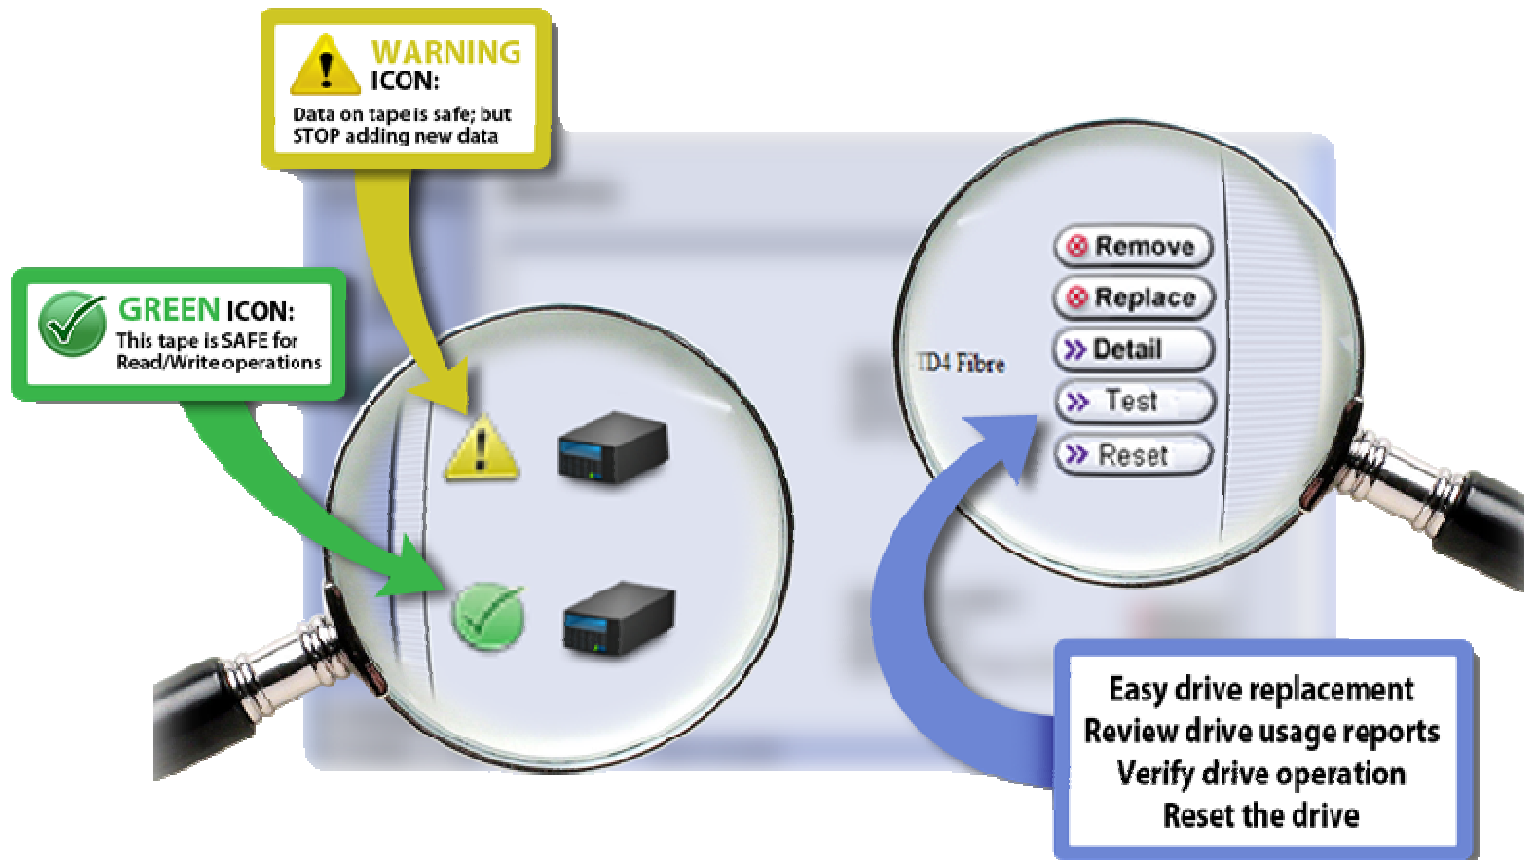 WARNING
ICON:
Data on tape is safe; but
STOP adding new data
GREEN ICON:
This tape is SAFE for
Read/Write operations
Remove
Replace
TD4 Fibre
Detail
Test
Reset
Easy drive replacement
Review drive usage reports
Verify drive operation
Reset the drive